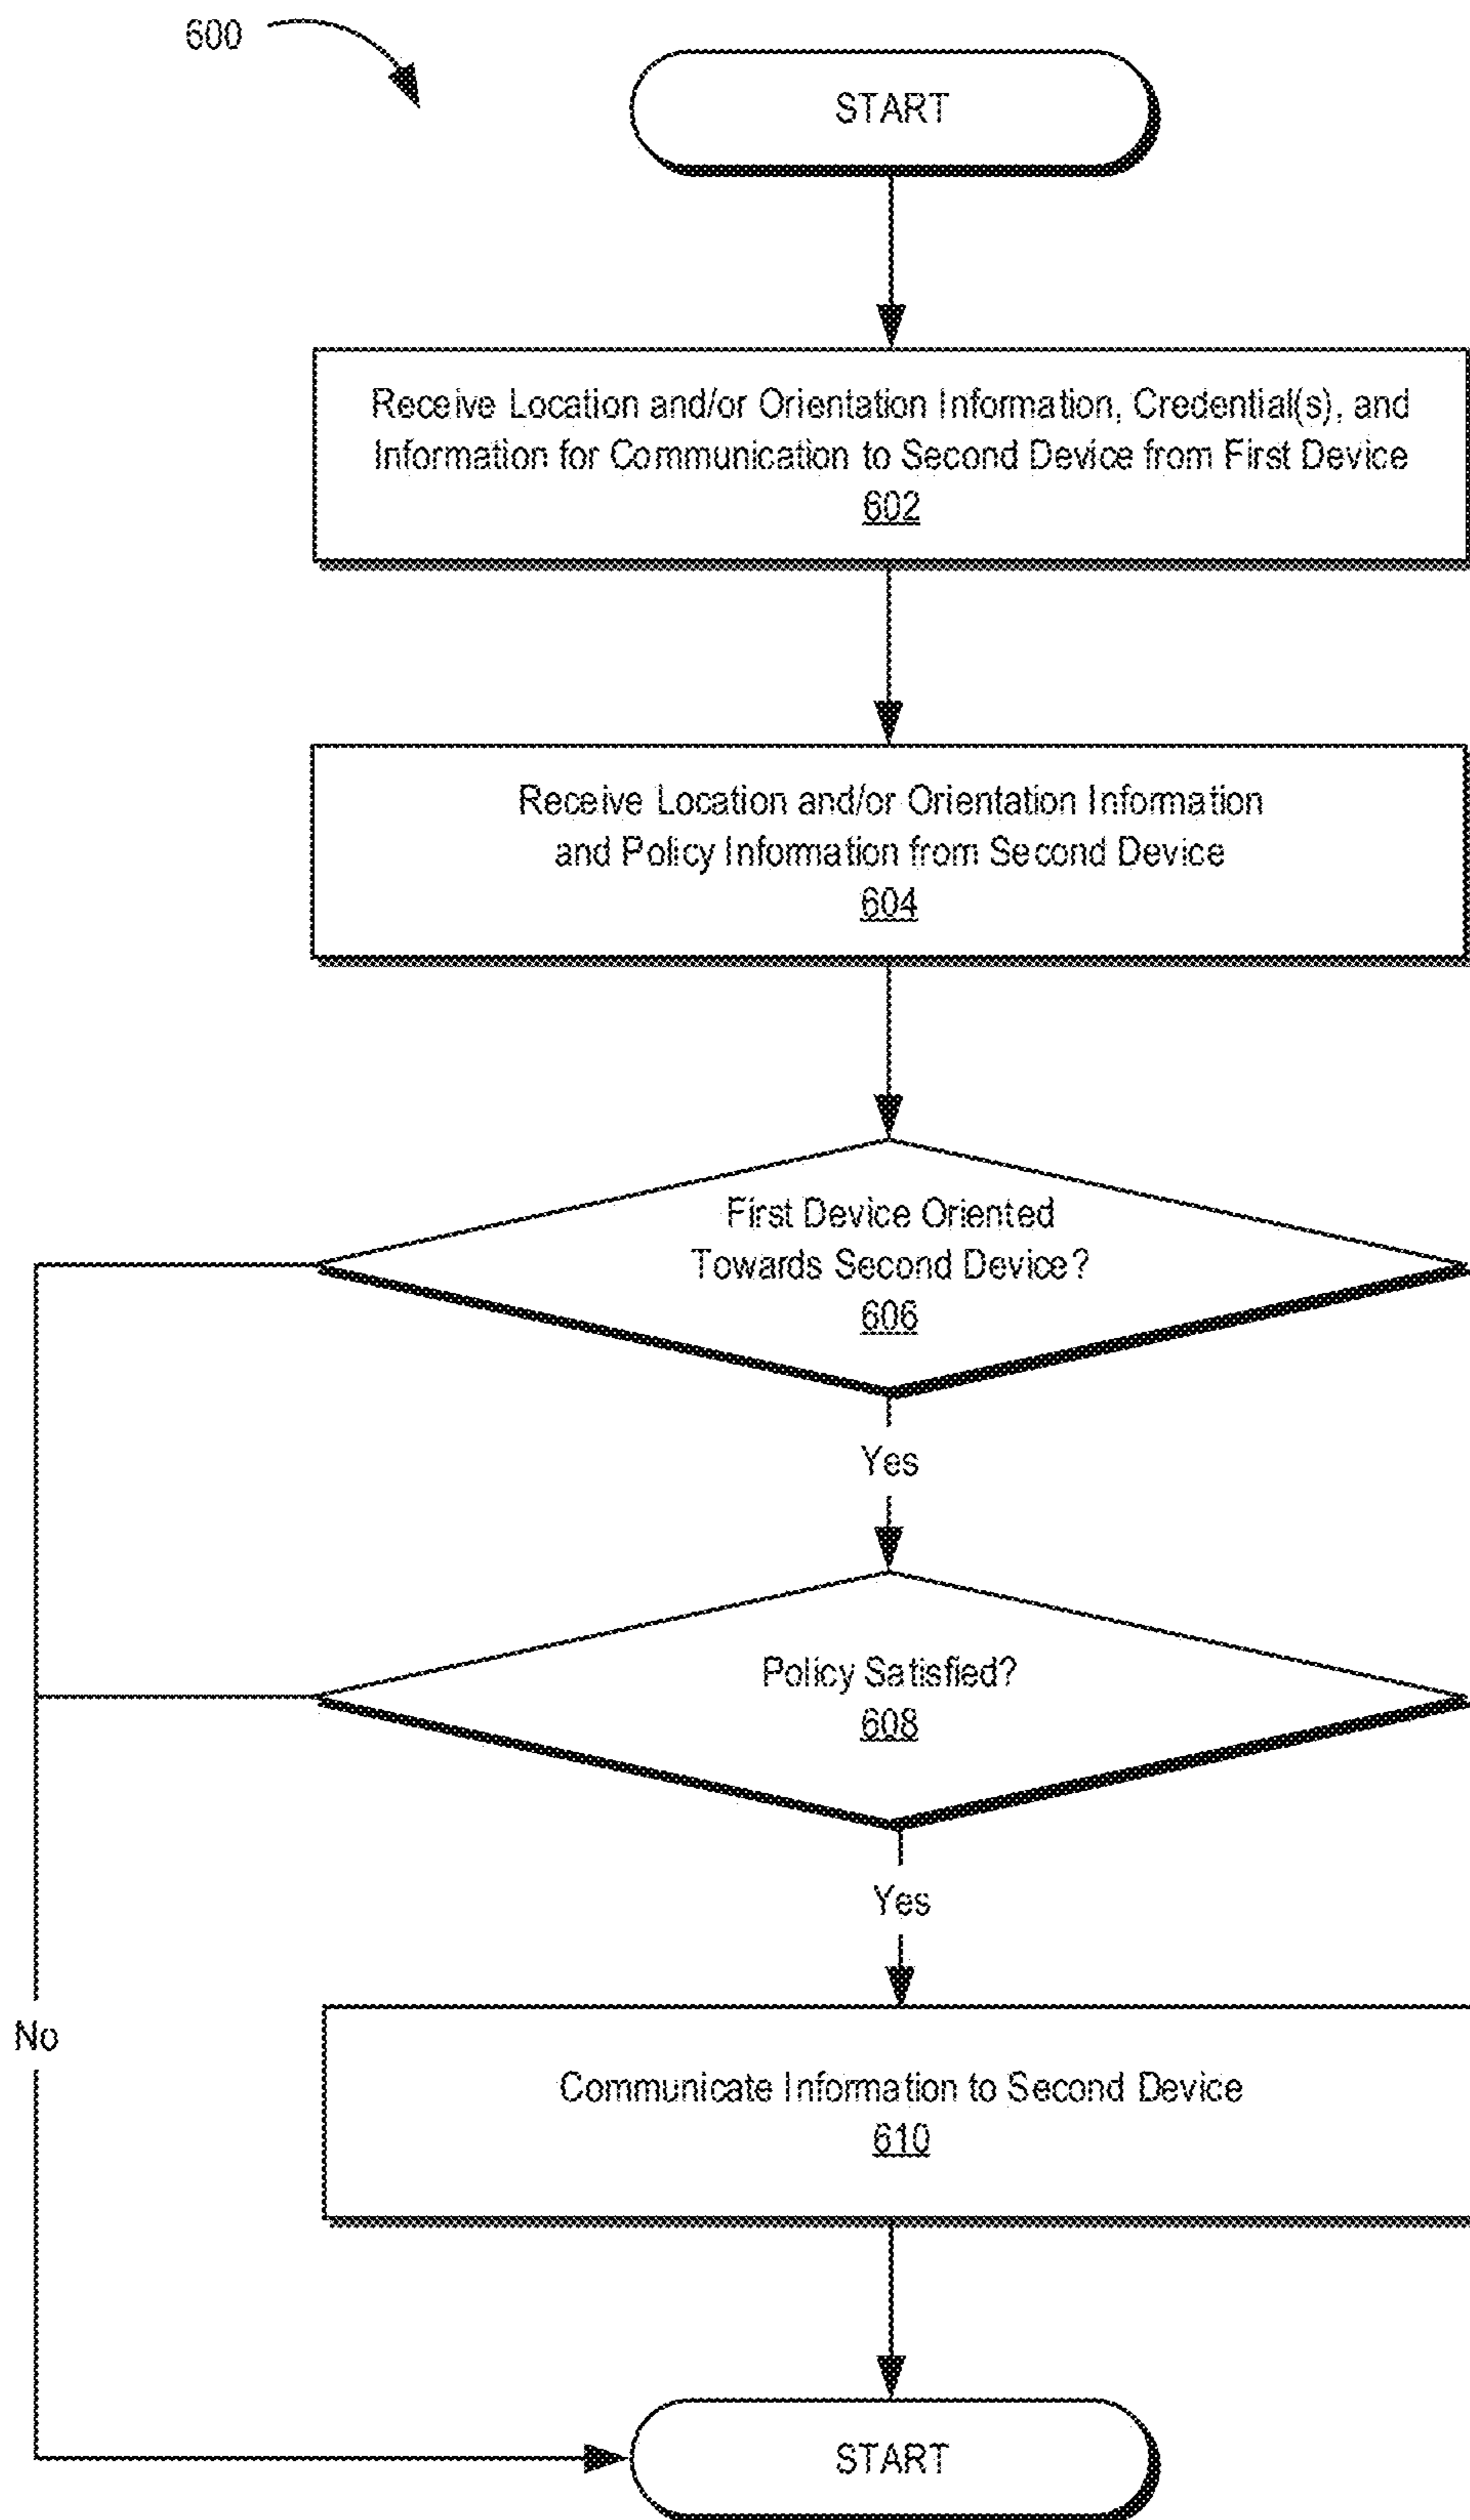 600
START
Receive Location and/or Orientation Information, Credential(s), and
Information for Communication to Second Device from First Device
602
Receive Location and/or Orientation Information
and Policy Information from Second Device
604
First Device Oriented
Towards Second Device?
606
Yes
Policy Satisfied?
608
Yes
No
Communicate Information to Second Device
610
START